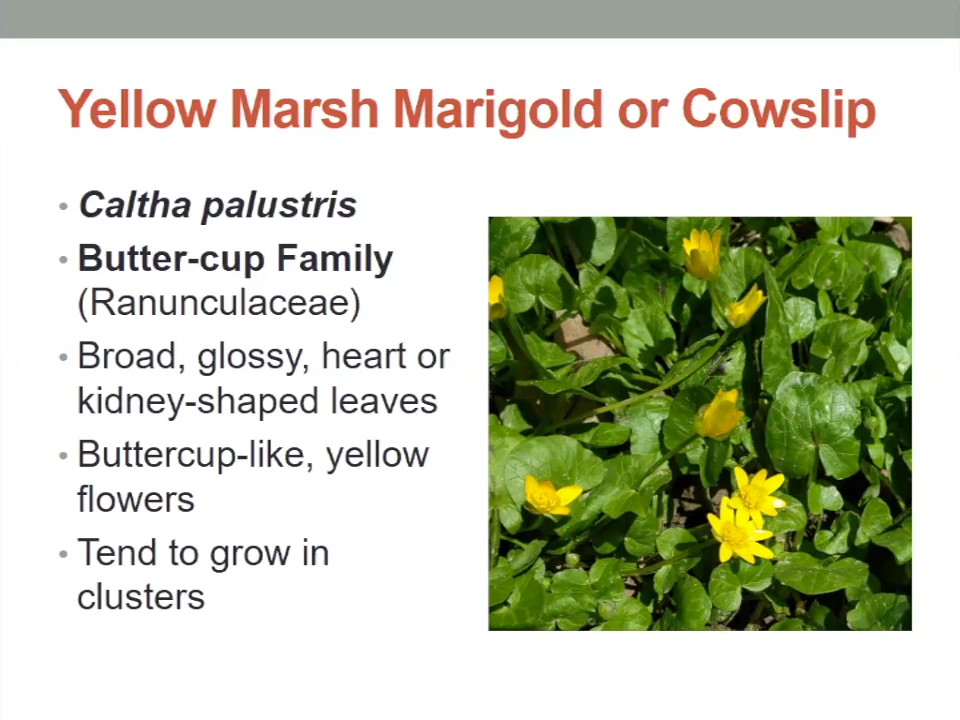 Yellow Marsh Marigold or Cowslip
• Caltha palustris
• Butter-cup Family
(Ranunculaceae)
• Broad, glossy, heart or
kidney-shaped leaves
• Buttercup-like, yellow
flowers
• Tend to grow in
clusters